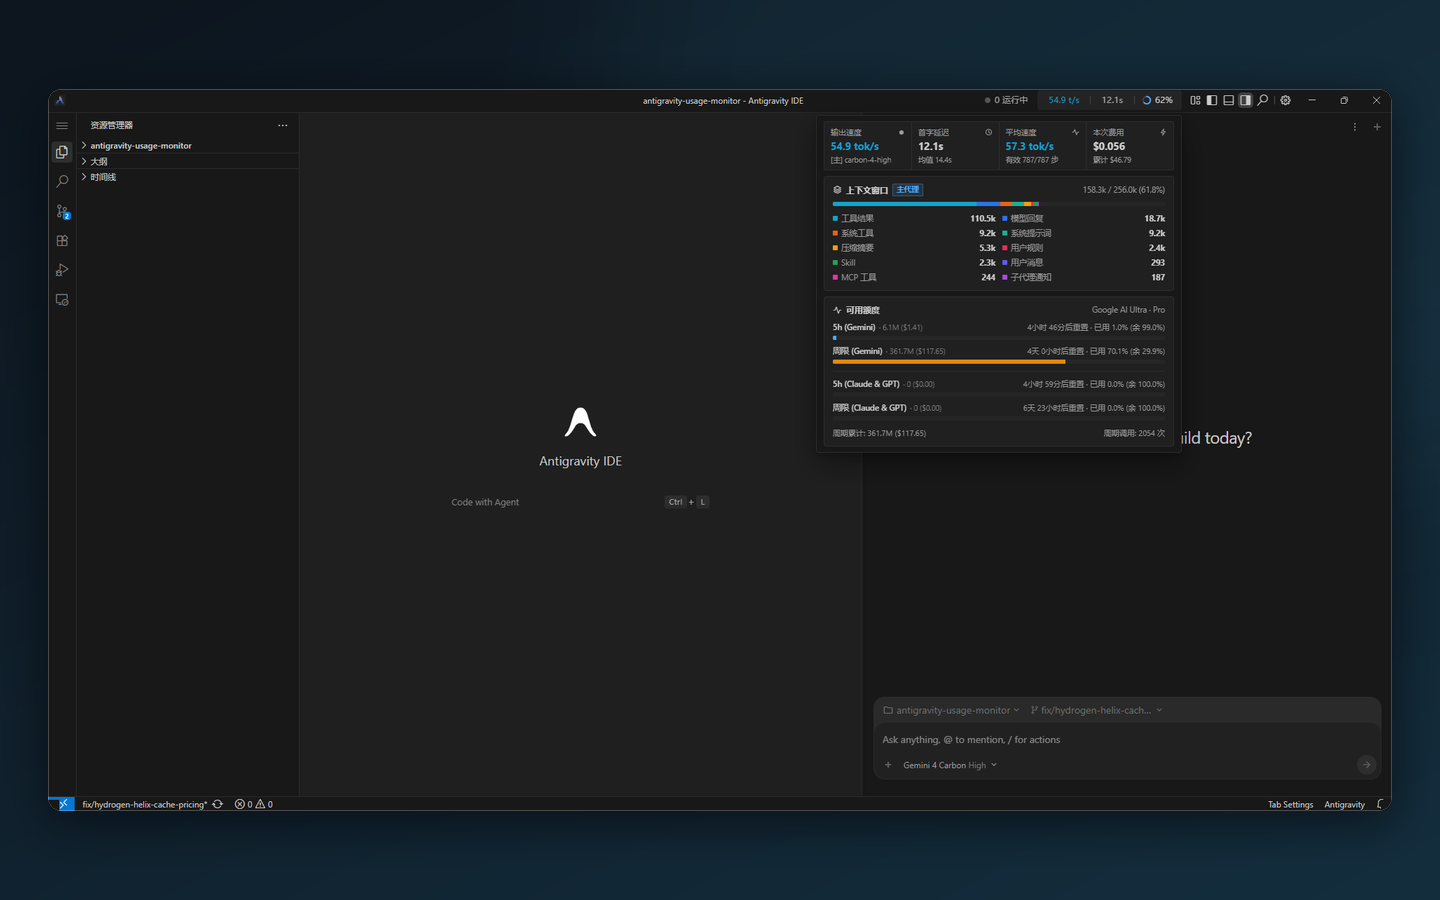 antigravity-usage-monitor - Antigravity IDE
0 运行中
54.9 t/s
12.1s
62%
资源管理器
antigravity-usage-monitor
大纲
时间线
2
输出速度
54.9 tok/s
[主] carbon-4-high
首字延迟
12.1s
均值 14.4s
平均速度
57.3 tok/s
有效 787/787 步
本次费用
$0.056
累计 $46.79
上下文窗口 主代理
158.3k / 256.0k (61.8%)
工具结果 110.5k
模型回复 18.7k
系统工具 9.2k
系统提示词 9.2k
压缩摘要 5.3k
用户规则 2.4k
Skill 2.3k
用户消息 293
MCP 工具 244
子代理通知 187
可用额度
Google AI Ultra · Pro
5h (Gemini) · 6.1M ($1.41)
4小时 46分后重置 · 已用 1.0% (余 99.0%)
周限 (Gemini) · 361.7M ($117.65)
4天 0小时后重置 · 已用 70.1% (余 29.9%)
5h (Claude & GPT) · 0 ($0.00)
4小时 59分后重置 · 已用 0.0% (余 100.0%)
周限 (Claude & GPT) · 0 ($0.00)
6天 23小时后重置 · 已用 0.0% (余 100.0%)
周期累计: 361.7M ($117.65)
周期调用: 2054 次
ild today?
Antigravity IDE
Code with Agent
Ctrl + L
antigravity-usage-monitor
fix/hydrogen-helix-cach...
Ask anything, @ to mention, / for actions
Gemini 4 Carbon High
fix/hydrogen-helix-cache-pricing*
0
0
Tab Settings
Antigravity